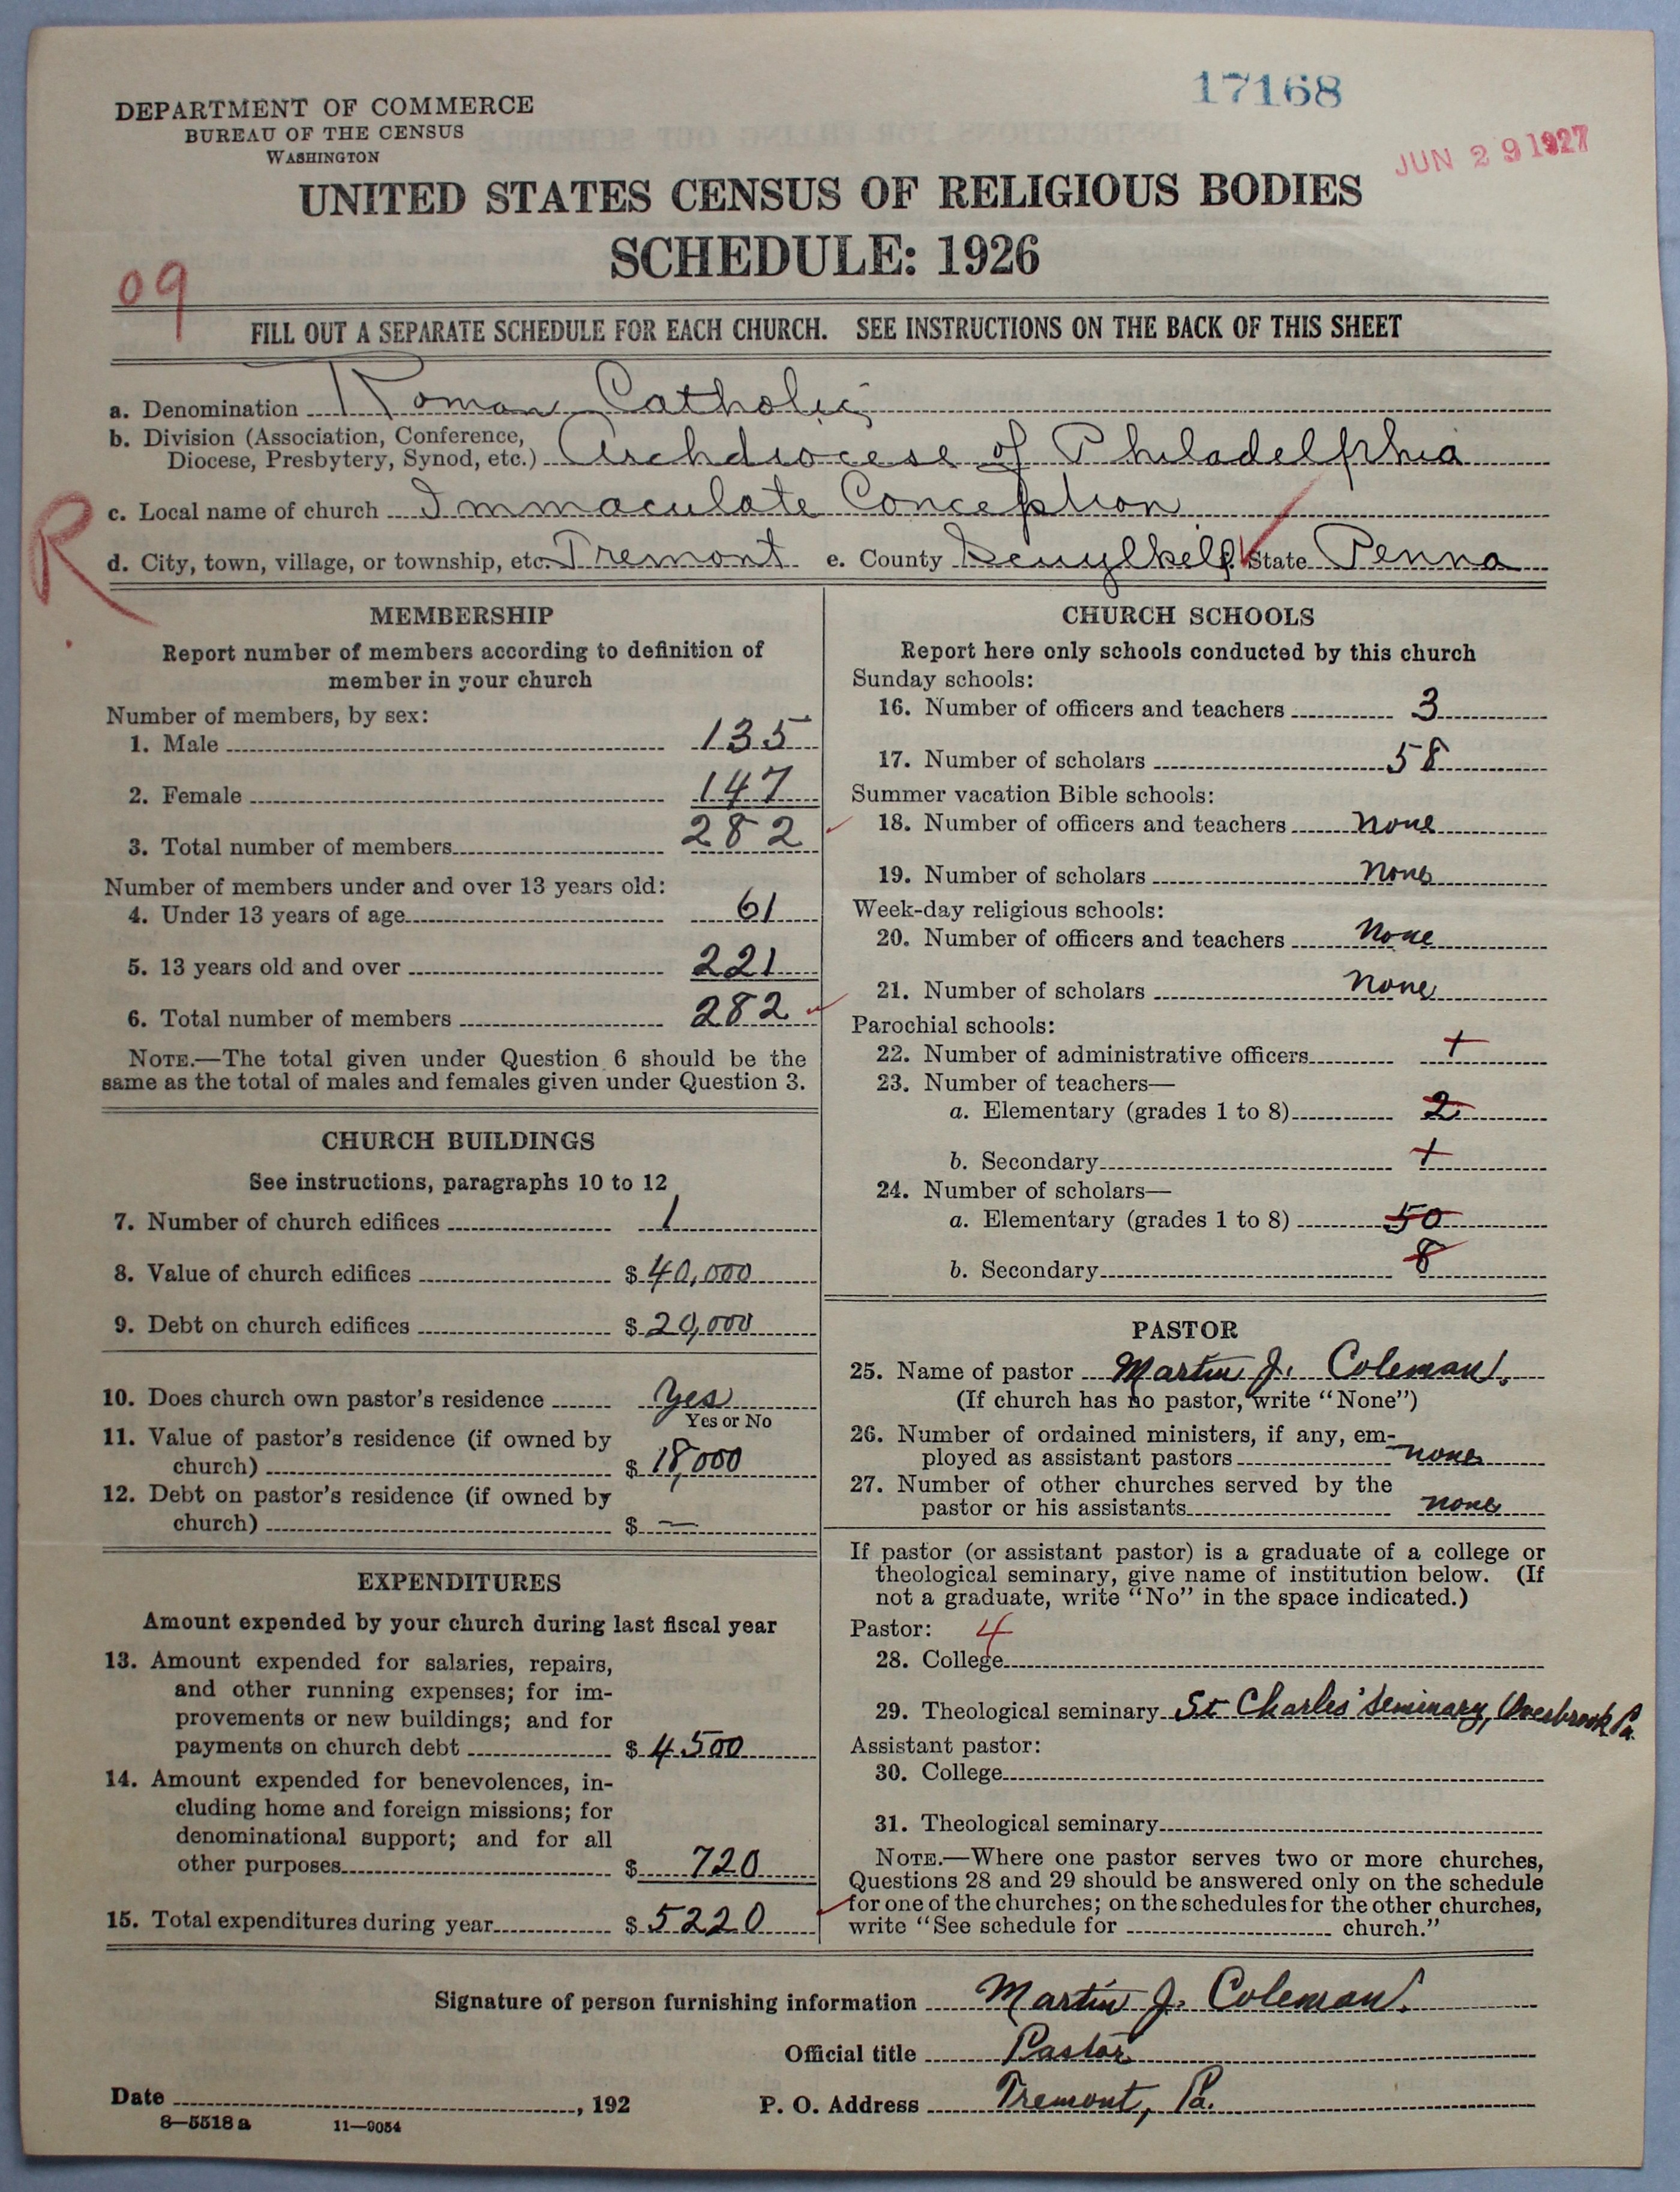 17168
JUN 29 1927
DEPARTMENT OF COMMERCE
BUREAU OF THE CENSUS
WASHINGTON
UNITED STATES CENSUS OF RELIGIOUS BODIES
SCHEDULE: 1926
09
FILL OUT A SEPARATE SCHEDULE FOR EACH CHURCH. SEE INSTRUCTIONS ON THE BACK OF THIS SHEET
a. Denomination Roman Catholic
b. Division (Association, Conference,
Diocese, Presbytery, Synod, etc.) Archdiocese of Philadelphia
R
c. Local name of church Immaculate Conception
d. City, town, village, or township, etc. Tremont e. County f. State Penna
MEMBERSHIP
Report number of members according to definition of
member in your church
Number of members, by sex:
1. Male 135
2. Female 147
3. Total number of members 282
Number of members under and over 13 years old:
4. Under 13 years of age 61
5. 13 years old and over 221
6. Total number of members 282
NOTE.—The total given under Question 6 should be the
same as the total of males and females given under Question 3.
CHURCH BUILDINGS
See instructions, paragraphs 10 to 12
7. Number of church edifices 1
8. Value of church edifices $ 40,000
9. Debt on church edifices $ 20,000
10. Does church own pastor's residence Yes
Yes or No
11. Value of pastor's residence (if owned by
church) $ 18,000
12. Debt on pastor's residence (if owned by
church) $ —
EXPENDITURES
Amount expended by your church during last fiscal year
13. Amount expended for salaries, repairs,
and other running expenses; for im-
provements or new buildings; and for
payments on church debt $ 4500
14. Amount expended for benevolences, in-
cluding home and foreign missions; for
denominational support; and for all
other purposes $ 720
15. Total expenditures during year $ 5220
CHURCH SCHOOLS
Report here only schools conducted by this church
Sunday schools:
16. Number of officers and teachers 3
17. Number of scholars 58
Summer vacation Bible schools:
18. Number of officers and teachers none
19. Number of scholars none
Week-day religious schools:
20. Number of officers and teachers none
21. Number of scholars none
Parochial schools:
22. Number of administrative officers
23. Number of teachers—
a. Elementary (grades 1 to 8) 2
b. Secondary
24. Number of scholars—
a. Elementary (grades 1 to 8) 50
b. Secondary 8
PASTOR
25. Name of pastor Martin J. Coleman.
(If church has no pastor, write "None")
26. Number of ordained ministers, if any, em-
ployed as assistant pastors none
27. Number of other churches served by the
pastor or his assistants none
If pastor (or assistant pastor) is a graduate of a college or
theological seminary, give name of institution below. (If
not a graduate, write "No" in the space indicated.)
Pastor: 4
28. College
29. Theological seminary St Charles' Seminary, Overbrook Pa.
Assistant pastor:
30. College
31. Theological seminary
NOTE.—Where one pastor serves two or more churches,
Questions 28 and 29 should be answered only on the schedule
for one of the churches; on the schedules for the other churches,
write "See schedule for church."
Signature of person furnishing information Martin J. Coleman.
Official title Pastor
Date , 192 P. O. Address Tremont, Pa.
8—5518 a 11—9054